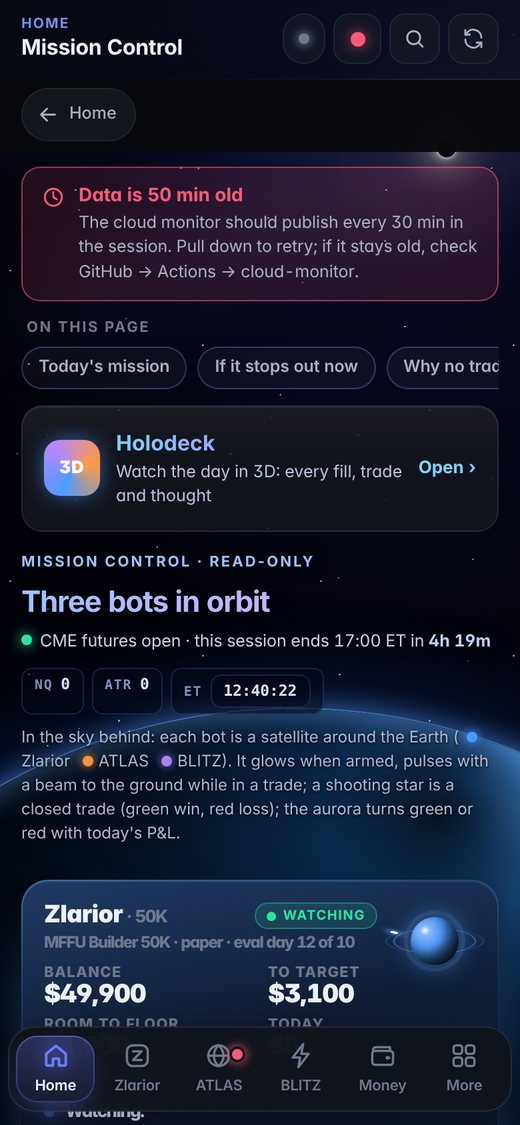 HOME
Mission Control
Home
Data is 50 min old
The cloud monitor should publish every 30 min in
the session. Pull down to retry; if it stays old, check
GitHub → Actions → cloud-monitor.
ON THIS PAGE
Today's mission
If it stops out now
Why no trad
3D
Holodeck
Watch the day in 3D: every fill, trade
and thought
Open ›
MISSION CONTROL · READ-ONLY
Three bots in orbit
CME futures open · this session ends 17:00 ET in 4h 19m
NQ 0
ATR 0
ET 12:40:22
In the sky behind: each bot is a satellite around the Earth (
Zlarior ATLAS BLITZ). It glows when armed, pulses with
a beam to the ground while in a trade; a shooting star is a
closed trade (green win, red loss); the aurora turns green or
red with today's P&L.
Zlarior · 50K
WATCHING
MFFU Builder 50K · paper · eval day 12 of 10
BALANCE
TO TARGET
$49,900
$3,100
ROOM TO FLOOR
TODAY
Watching.
Home
Zlarior
ATLAS
BLITZ
Money
More